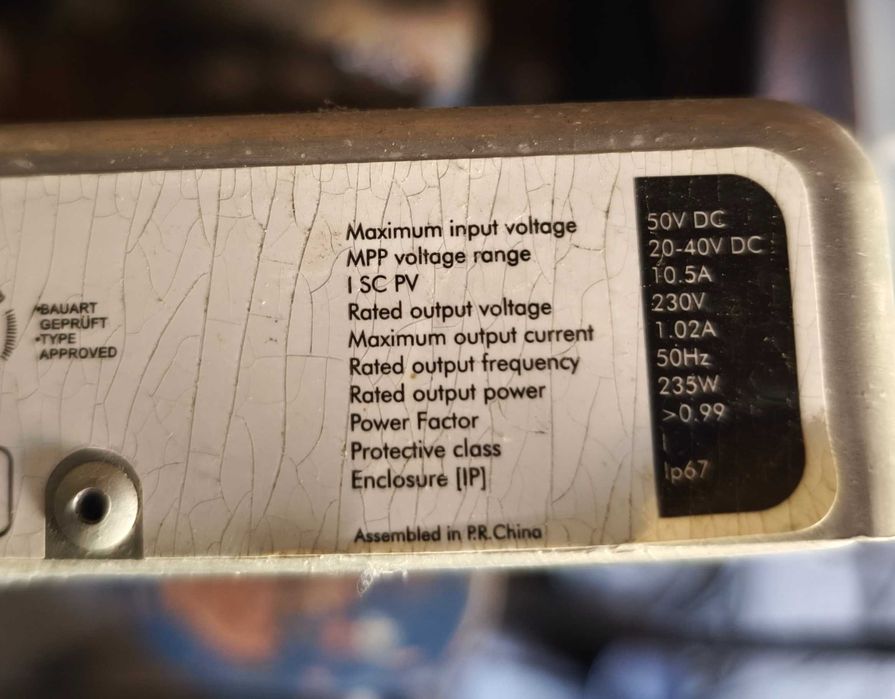 •BAUART
GEPRÜFT
•TYPE
APPROVED
Maximum input voltage 50V DC
MPP voltage range 20-40V DC
I SC PV 10.5A
Rated output voltage 230V
Maximum output current 1.02A
Rated output frequency 50Hz
Rated output power 235W
Power Factor >0.99
Protective class I
Enclosure [IP] Ip67
Assembled in P.R.China